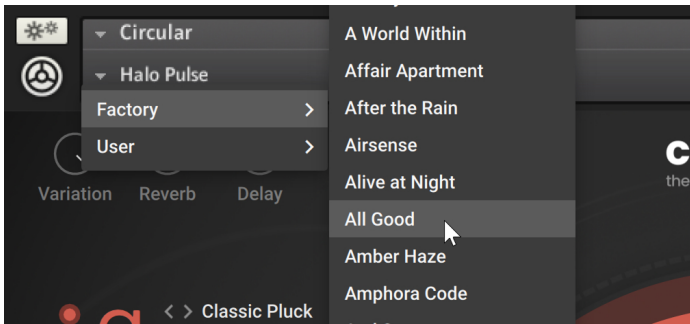 Circular
Halo Pulse
Factory
User
Variation
Reverb
Delay
Classic Pluck
A World Within
Affair Apartment
After the Rain
Airsense
Alive at Night
All Good
Amber Haze
Amphora Code
C
the